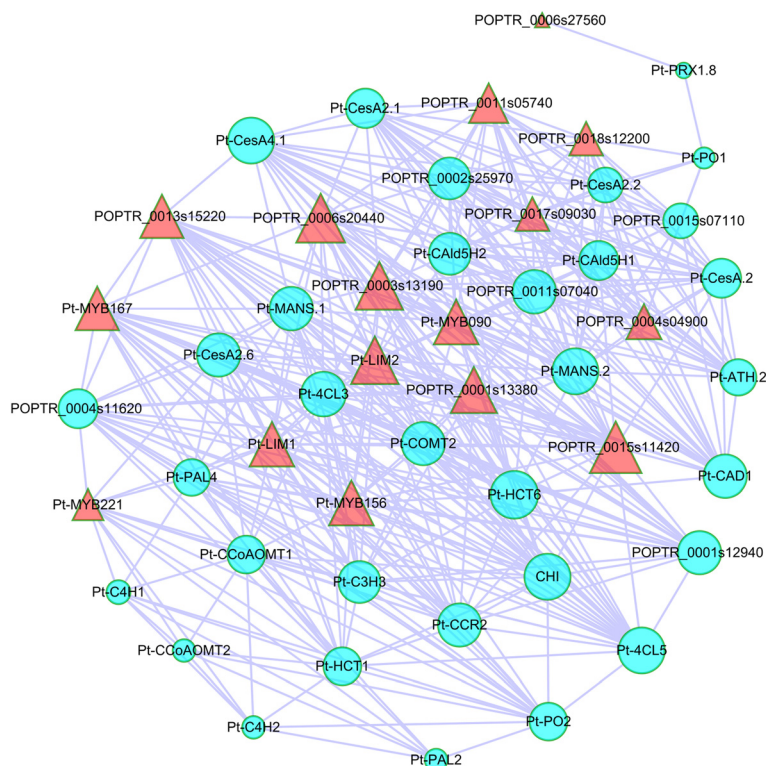 POPTR_0006s27560
Pt-PRX1.8
POPTR_0011s05740
Pt-CesA2.1
Pt-CesA4.1
POPTR_0018s12200
Pt-PO1
POPTR_0002s25970
Pt-CesA2.2
POPTR_0013s15220
POPTR_0006s20440
POPTR_0017s09030
POPTR_0015s07110
Pt-CAld5H2
Pt-CAld5H1
Pt-CesA.2
POPTR_0003s13190
POPTR_0011s07040
Pt-MYB167
Pt-MANS.1
Pt-MYB090
POPTR_0004s04900
Pt-CesA2.6
Pt-LIM2
Pt-MANS.2
Pt-ATH.2
POPTR_0001s13380
Pt-4CL3
POPTR_0004s11620
Pt-LIM1
Pt-COMT2
POPTR_0015s11420
Pt-PAL4
Pt-CAD1
Pt-HCT6
Pt-MYB156
Pt-MYB221
Pt-CCoAOMT1
POPTR_0001s12940
Pt-C3H3
CHI
Pt-C4H1
Pt-CCR2
Pt-CCoAOMT2
Pt-4CL5
Pt-HCT1
Pt-PO2
Pt-C4H2
Pt-PAL2